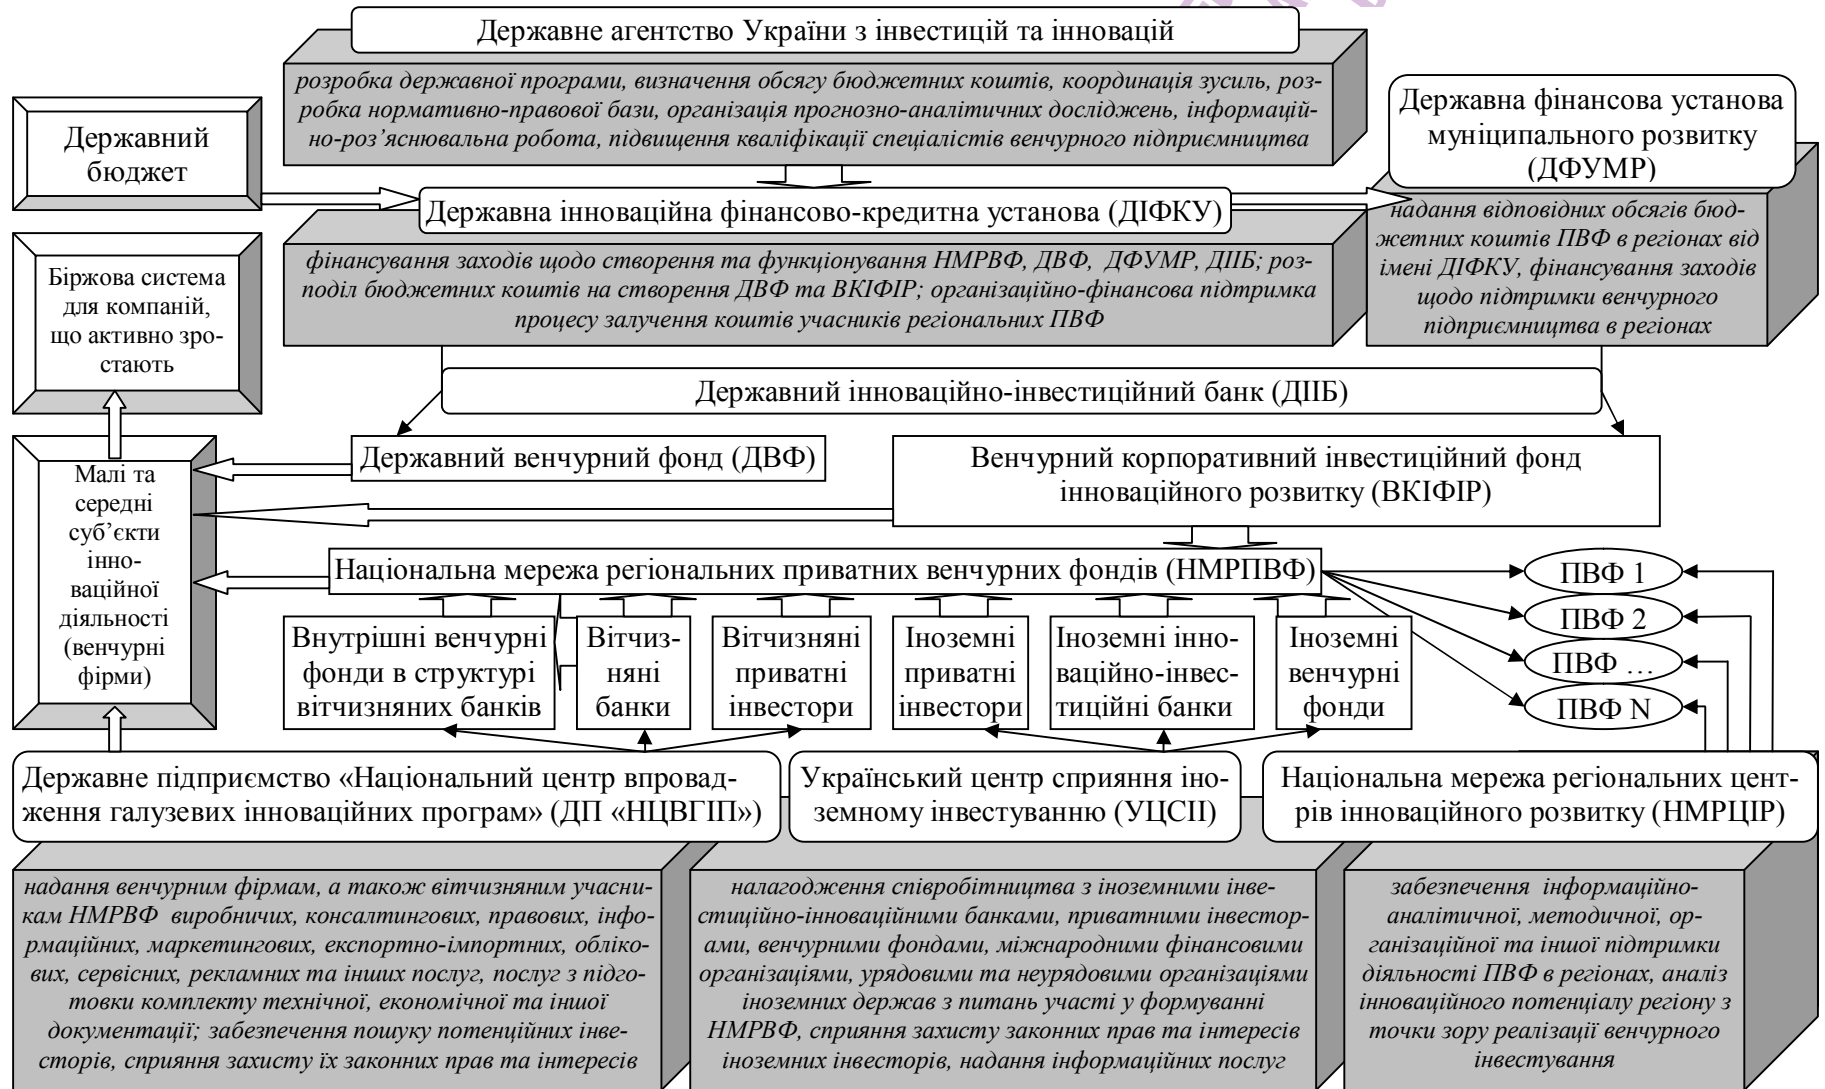 Державне агентство України з інвестицій та інновацій
розробка державної програми, визначення обсягу бюджетних коштів, координація зусиль, роз-
робка нормативно-правової бази, організація прогнозно-аналітичних досліджень, інформацій-
но-роз’яснювальна робота, підвищення кваліфікації спеціалістів венчурного підприємництва
Державний
бюджет
Державна фінансова установа
муніципального розвитку
(ДФУМР)
Державна інноваційна фінансово-кредитна установа (ДІФКУ)
надання відповідних обсягів бюд-
жетних коштів ПВФ в регіонах від
імені ДІФКУ, фінансування заходів
щодо підтримки венчурного
підприємництва в регіонах
фінансування заходів щодо створення та функціонування НМРВФ, ДВФ, ДФУМР, ДІІБ; роз-
поділ бюджетних коштів на створення ДВФ та ВКІФІР; організаційно-фінансова підтримка
процесу залучення коштів учасників регіональних ПВФ
Біржова система
для компаній,
що активно зро-
стають
Державний інноваційно-інвестиційний банк (ДІІБ)
Державний венчурний фонд (ДВФ)
Венчурний корпоративний інвестиційний фонд
інноваційного розвитку (ВКІФІР)
Малі та
середні
суб’єкти
інно-
ваційної
діяльності
(венчурні
фірми)
Національна мережа регіональних приватних венчурних фондів (НМРПВФ)
ПВФ 1
ПВФ 2
ПВФ …
ПВФ N
Внутрішні венчурні
фонди в структурі
вітчизняних банків
Вітчиз-
няні
банки
Вітчизняні
приватні
інвестори
Іноземні
приватні
інвестори
Іноземні інно-
ваційно-інвес-
тиційні банки
Іноземні
венчурні
фонди
Державне підприємство «Національний центр впровад-
ження галузевих інноваційних програм» (ДП «НЦВГІП»)
Український центр сприяння іно-
земному інвестуванню (УЦСІІ)
Національна мережа регіональних цент-
рів інноваційного розвитку (НМРЦІР)
надання венчурним фірмам, а також вітчизняним учасни-
кам НМРВФ виробничих, консалтингових, правових, інфо-
рмаційних, маркетингових, експортно-імпортних, обліко-
вих, сервісних, рекламних та інших послуг, послуг з підго-
товки комплекту технічної, економічної та іншої
документації; забезпечення пошуку потенційних інве-
сторів, сприяння захисту їх законних прав та інтересів
налагодження співробітництва з іноземними інве-
стиційно-інноваційними банками, приватними інвестор-
ами, венчурними фондами, міжнародними фінансовими
організаціями, урядовими та неурядовими організаціями
іноземних держав з питань участі у формуванні
НМРВФ, сприяння захисту законних прав та інтересів
іноземних інвесторів, надання інформаційних послуг
забезпечення інформаційно-
аналітичної, методичної, ор-
ганізаційної та іншої підтримки
діяльності ПВФ в регіонах, аналіз
інноваційного потенціалу регіону з
точки зору реалізації венчурного
інвестування